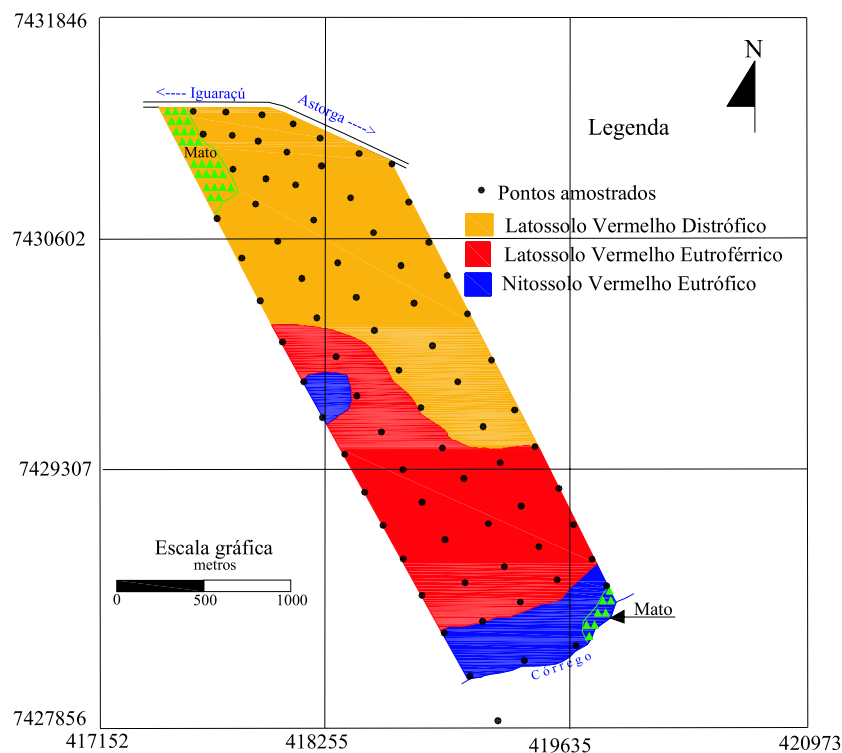 7431846
N
<---- Iguaraçú
Astorga ---->
Legenda
Mato
Pontos amostrados
Latossolo Vermelho Distrófico
7430602
Latossolo Vermelho Eutroférrico
Nitossolo Vermelho Eutrófico
7429307
Escala gráfica
metros
0 500 1000
Mato
Córrego
7427856
417152 418255 419635 420973